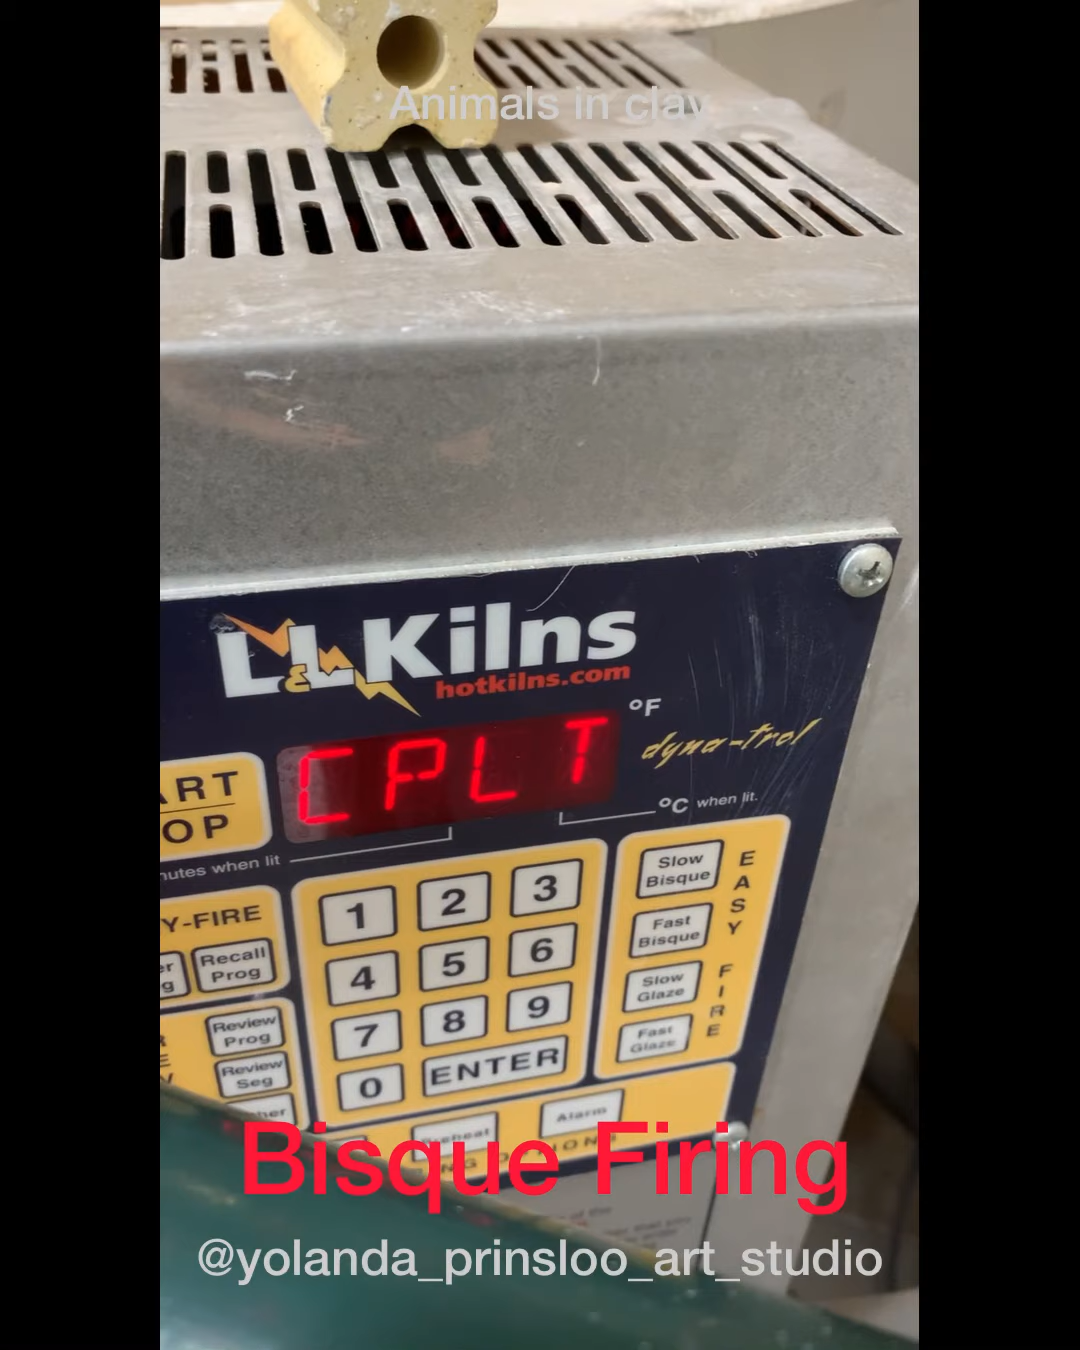 Animals in clay
L&L Kilns
hotkilns.com
°F
dyna-trol
CPLT
°C when lit.
ART
OP
nutes when lit
Y-FIRE
Recall
Prog
Review
Prog
Review
Seg
1 2 3
4 5 6
7 8 9
0 ENTER
Slow
Bisque
Fast
Bisque
Slow
Glaze
Fast
Glaze
EASY FIRE
Preheat
Alarm
Bisque Firing
@yolanda_prinsloo_art_studio